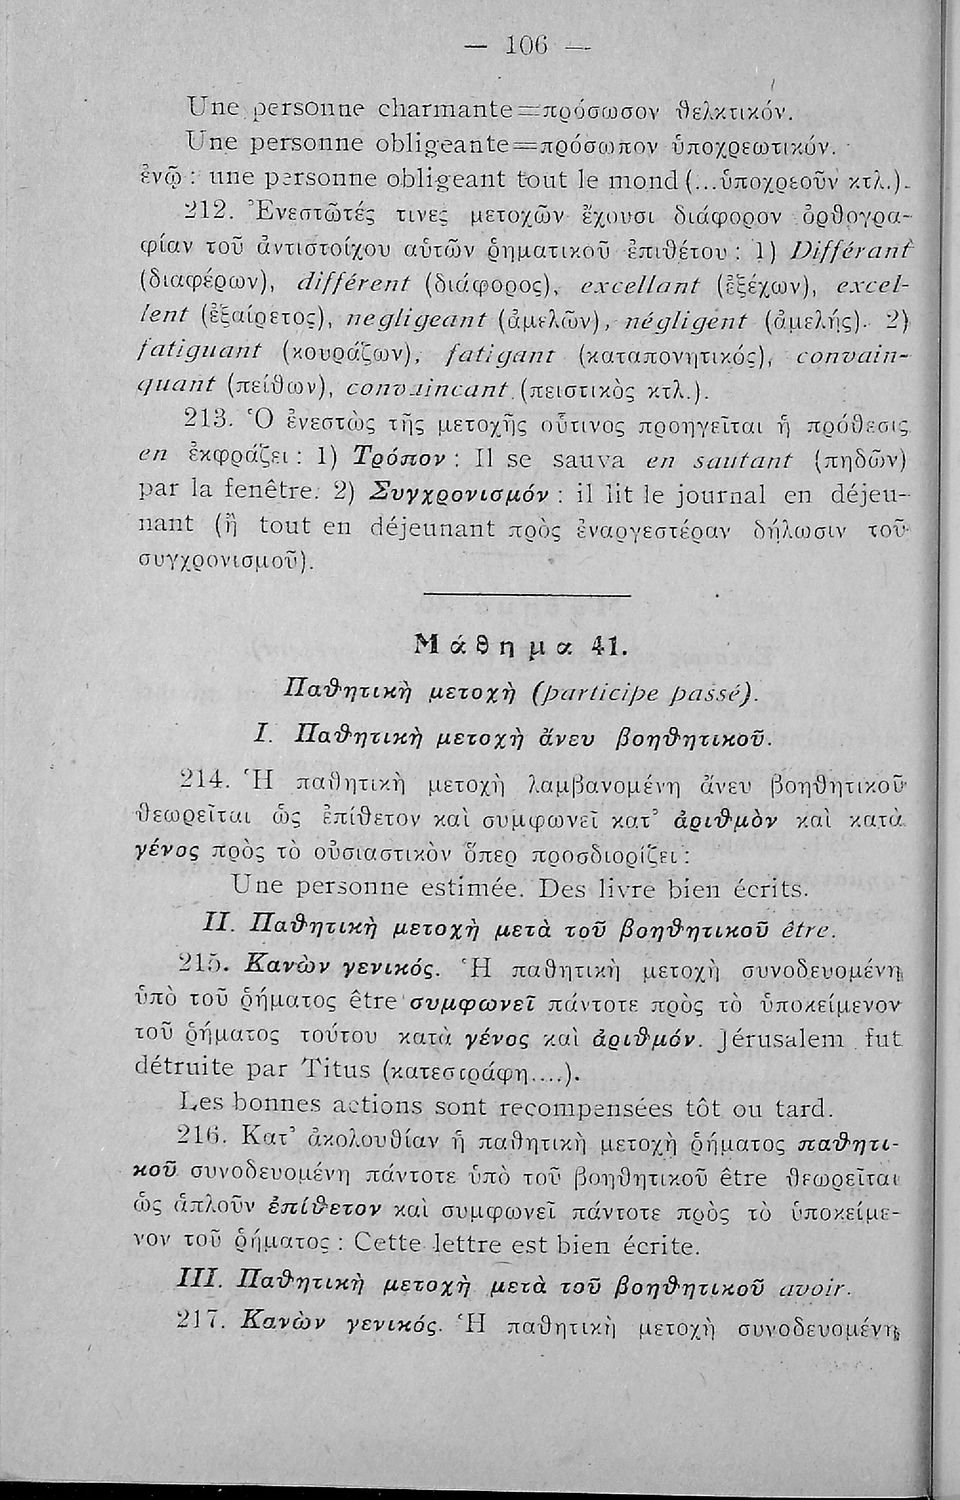 — 106 —
Une personne charmante=πρόσωσον θελκτικόν.
Une personne obligeante=πρόσωπον ὑποχρεωτικόν.
ἐνῷ : une personne obligeant tout le mond (...ὑποχρεοῦν κτλ.).
212. Ἐνεστῶτές τινες μετοχῶν ἔχουσι διάφορον ὀρθογρα-
φίαν τοῦ ἀντιστοίχου αὐτῶν ῥηματικοῦ ἐπιθέτου : 1) Différant
(διαφέρων), différent (διάφορος), excellant (ἐξέχων), excel-
lent (ἐξαίρετος), negligeant (ἀμελῶν), négligent (ἀμελής). 2)
fatiguant (κουράζων), fatigant (καταπονητικός), convain-
quant (πείθων), convaincant (πειστικὸς κτλ.).
213. Ὁ ἐνεστὼς τῆς μετοχῆς οὗτινος προηγεῖται ἡ πρόθεσις
en ἐκφράζει : 1) Τρόπον : Il se sauva en sautant (πηδῶν)
par la fenêtre. 2) Συγχρονισμόν : il lit le journal en déjeu-
nant (ἢ tout en déjeunant πρὸς ἐναργεστέραν δήλωσιν τοῦ
συγχρονισμοῦ).
Μάθημα 41.
Παθητικὴ μετοχὴ (participe passé).
I. Παθητικὴ μετοχὴ ἄνευ βοηθητικοῦ.
214. Ἡ παθητικὴ μετοχὴ λαμβανομένη ἄνευ βοηθητικοῦ
θεωρεῖται ὡς ἐπίθετον καὶ συμφωνεῖ κατ' ἀριθμὸν καὶ κατὰ
γένος πρὸς τὸ οὐσιαστικὸν ὅπερ προσδιορίζει :
Une personne estimée. Des livre bien écrits.
II. Παθητικὴ μετοχὴ μετὰ τοῦ βοηθητικοῦ être.
215. Κανὼν γενικός. Ἡ παθητικὴ μετοχὴ συνοδευομένη
ὑπὸ τοῦ ῥήματος être συμφωνεῖ πάντοτε πρὸς τὸ ὑποκείμενον
τοῦ ῥήματος τούτου κατὰ γένος καὶ ἀριθμόν. Jérusalem fut
détruite par Titus (κατεστράφη....).
Les bonnes actions sont reçompensées tôt ou tard.
216. Κατ' ἀκολουθίαν ἡ παθητικὴ μετοχὴ ῥήματος παθητι-
κοῦ συνοδευομένη πάντοτε ὑπὸ τοῦ βοηθητικοῦ être θεωρεῖται
ὡς ἁπλοῦν ἐπίθετον καὶ συμφωνεῖ πάντοτε πρὸς τὸ ὑποκείμε-
νον τοῦ ῥήματος : Cette lettre est bien écrite.
III. Παθητικὴ μετοχὴ μετὰ τοῦ βοηθητικοῦ avoir.
217. Κανὼν γενικός. Ἡ παθητικὴ μετοχὴ συνοδευομένη